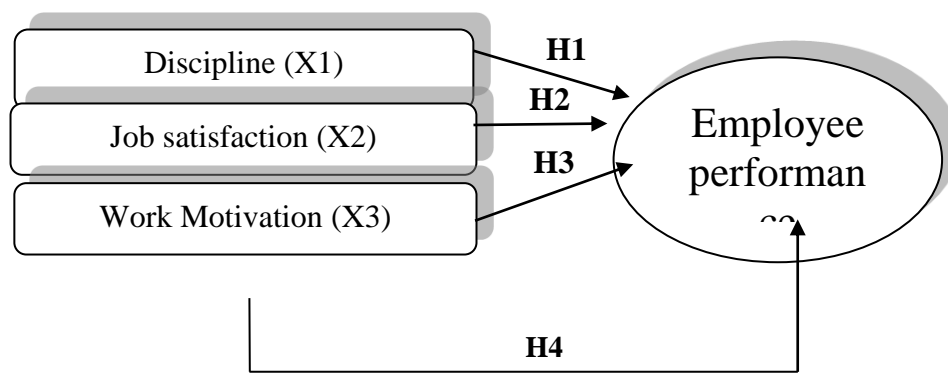 Discipline (X1)
Job satisfaction (X2)
Work Motivation (X3)
H1
H2
H3
Employee
performan
H4